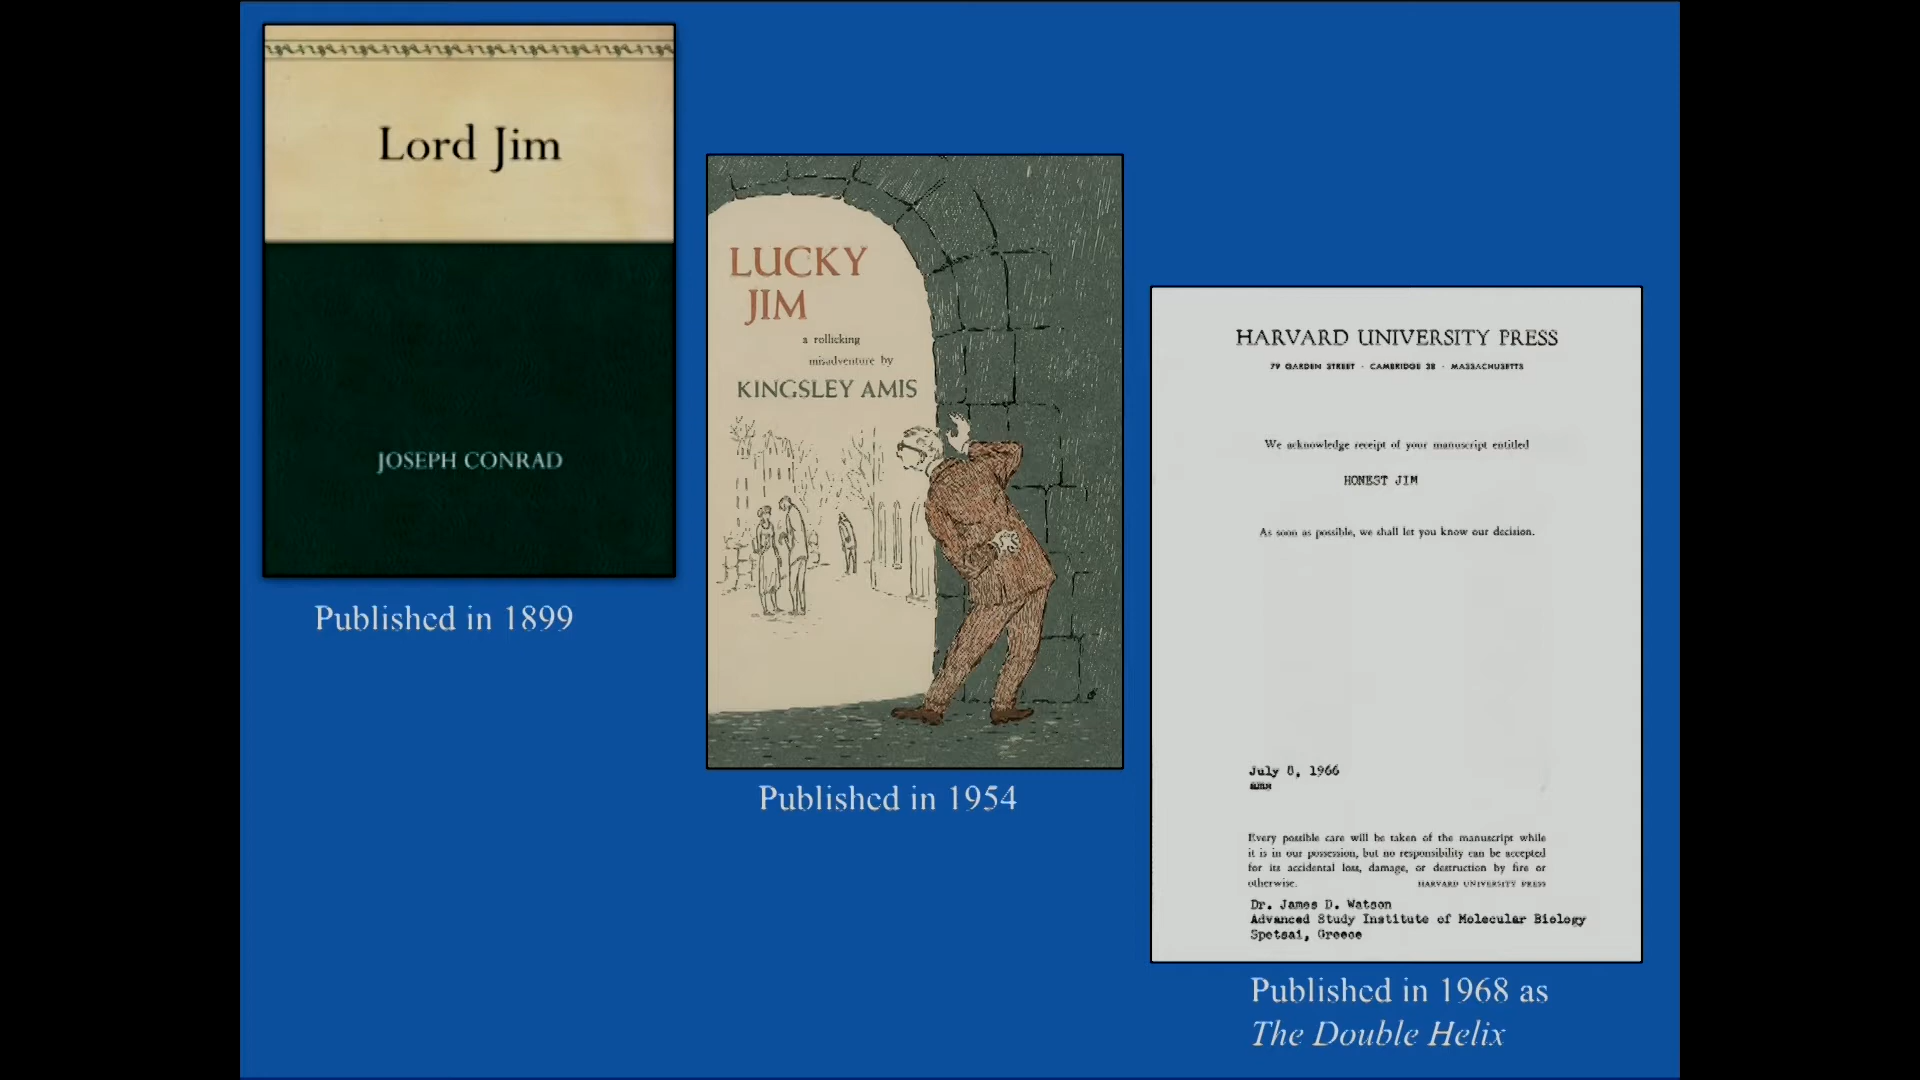 Lord Jim
JOSEPH CONRAD
Published in 1899
LUCKY
JIM
a rollicking
misadventure by
KINGSLEY AMIS
Published in 1954
HARVARD UNIVERSITY PRESS
79 GARDEN STREET · CAMBRIDGE 38 · MASSACHUSETTS
We acknowledge receipt of your manuscript entitled
HONEST JIM
As soon as possible, we shall let you know our decision.
July 8, 1966
ams
Every possible care will be taken of the manuscript while
it is in our possession, but no responsibility can be accepted
for its accidental loss, damage, or destruction by fire or
otherwise. HARVARD UNIVERSITY PRESS
Dr. James D. Watson
Advanced Study Institute of Molecular Biology
Spetsai, Greece
Published in 1968 as
The Double Helix